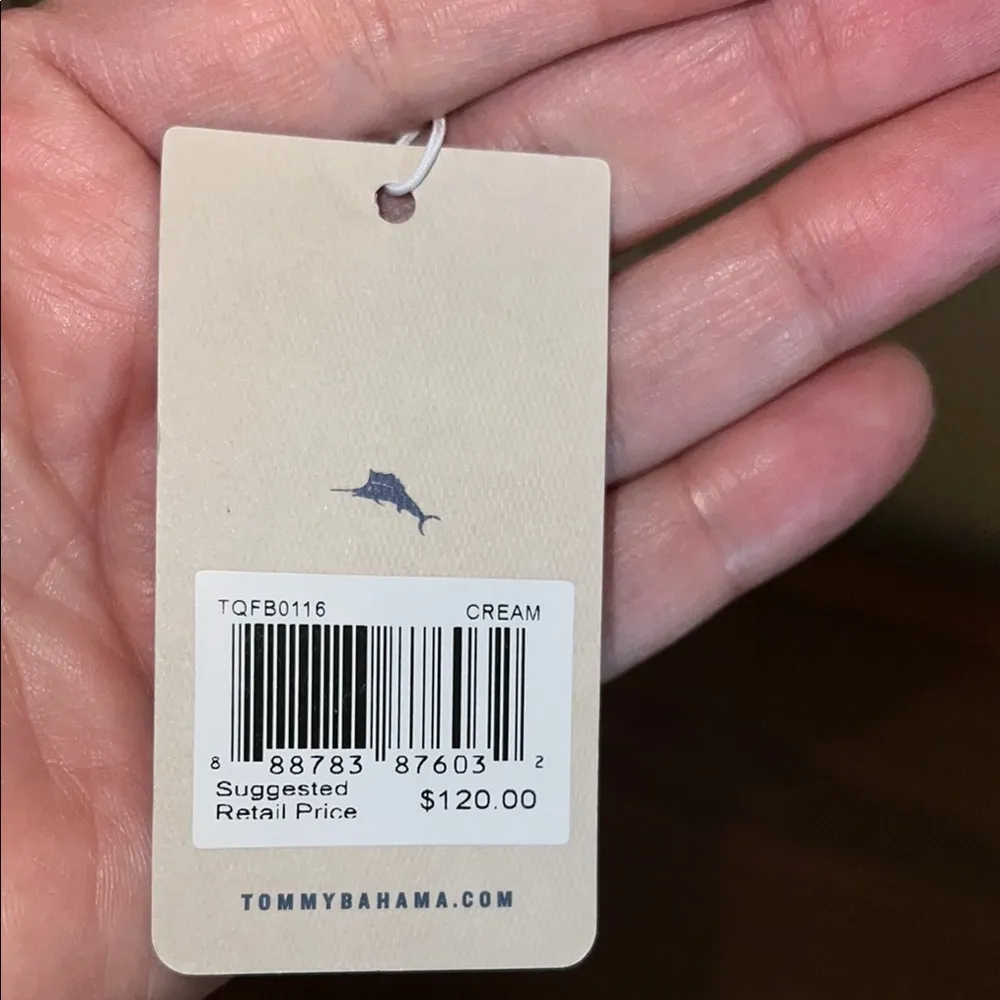 TQFB0116 CREAM
8 88783 87603 2
Suggested
Retail Price $120.00
TOMMYBAHAMA.COM